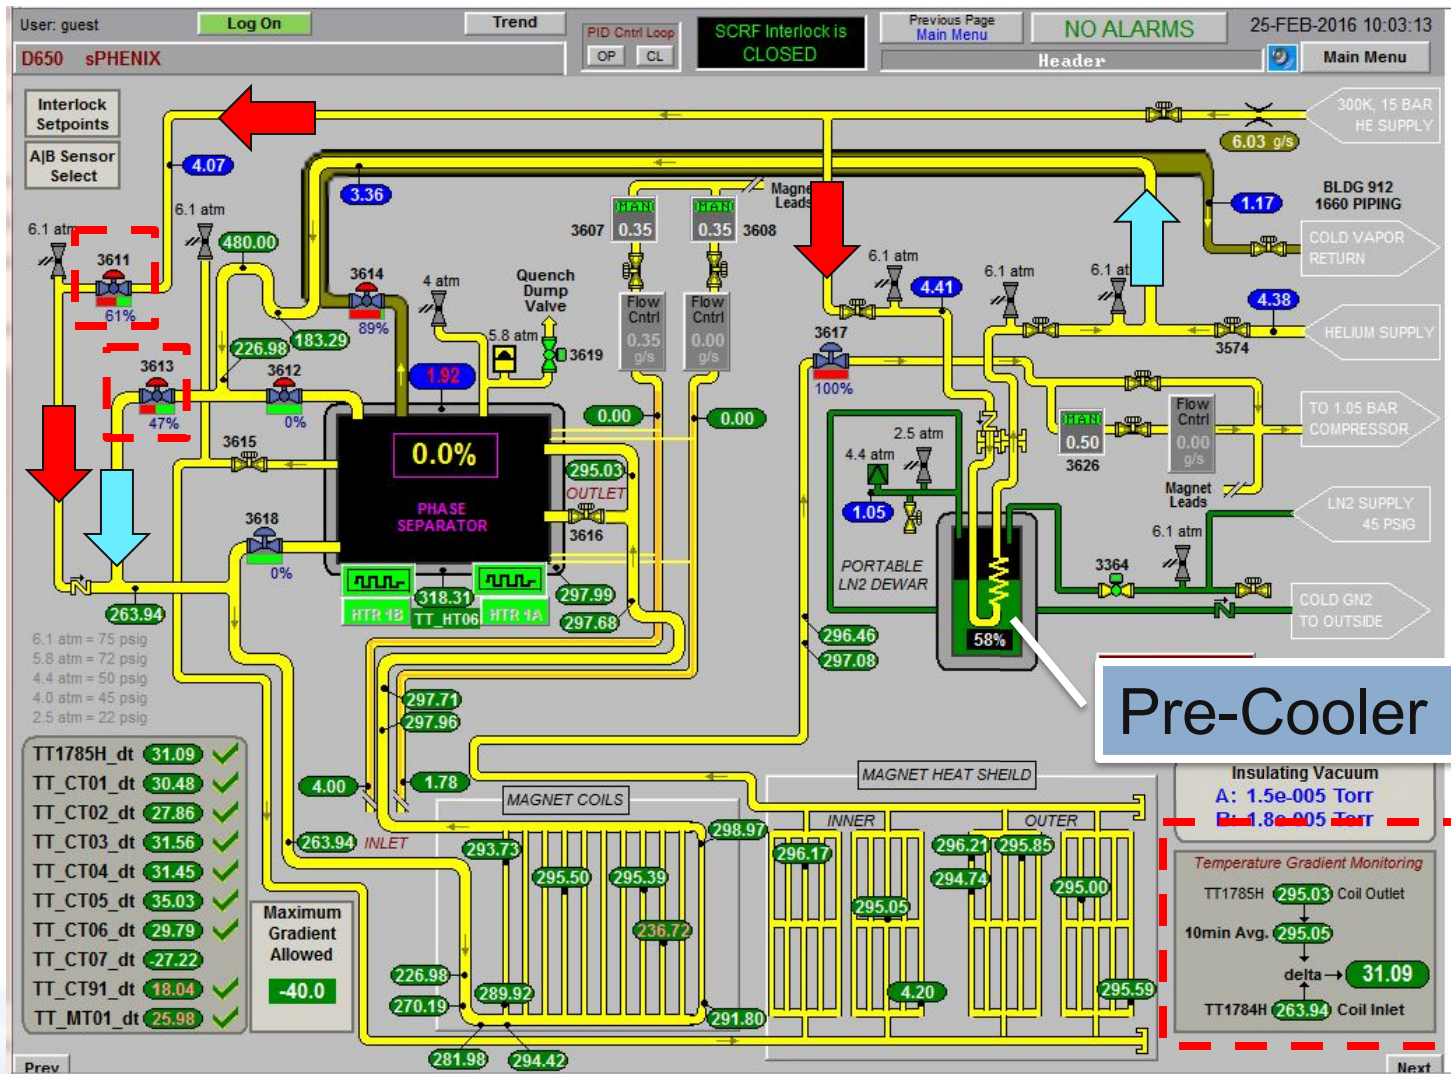 User: guest
Log On
Trend
PID Cntrl Loop
OP CL
SCRF Interlock is
CLOSED
Previous Page
Main Menu
NO ALARMS
25-FEB-2016 10:03:13
D650 sPHENIX
Header
Main Menu
Interlock
Setpoints
A|B Sensor
Select
300K, 15 BAR
HE SUPPLY
6.03 g/s
4.07
3.36
Magnet
Leads
BLDG 912
1660 PIPING
1.17
COLD VAPOR
RETURN
6.1 atm
6.1 atm
3611
61%
480.00
183.29
226.98
3614
89%
4 atm
Quench
Dump
Valve
5.8 atm
3619
3607
MAN
0.35
MAN
0.35
3608
Flow
Cntrl
0.35
g/s
Flow
Cntrl
0.00
g/s
6.1 atm
4.41
6.1 atm
6.1 at
4.38
HELIUM SUPPLY
3574
3617
100%
3613
47%
3612
0%
1.92
0.0%
PHASE
SEPARATOR
0.00
0.00
MAN
0.50
3626
Flow
Cntrl
0.00
g/s
TO 1.05 BAR
COMPRESSOR
Magnet
Leads
3615
295.03
OUTLET
3616
2.5 atm
4.4 atm
1.05
LN2 SUPPLY
45 PSIG
6.1 atm
3618
0%
HTR 1B
318.31
TT_HT06
HTR 1A
297.99
297.68
PORTABLE
LN2 DEWAR
58%
3364
COLD GN2
TO OUTSIDE
263.94
6.1 atm = 75 psig
5.8 atm = 72 psig
4.4 atm = 50 psig
4.0 atm = 45 psig
2.5 atm = 22 psig
296.46
297.08
297.71
297.96
Pre-Cooler
TT1785H_dt 31.09
TT_CT01_dt 30.48
TT_CT02_dt 27.86
TT_CT03_dt 31.56
TT_CT04_dt 31.45
TT_CT05_dt 35.03
TT_CT06_dt 29.79
TT_CT07_dt -27.22
TT_CT91_dt 18.04
TT_MT01_dt 25.98
Maximum
Gradient
Allowed
-40.0
4.00
1.78
263.94
INLET
MAGNET COILS
293.73
298.97
295.50
295.39
236.72
226.98
270.19
289.92
291.80
281.98
294.42
MAGNET HEAT SHEILD
INNER
OUTER
296.17
295.05
296.21
295.85
294.74
295.00
4.20
295.59
Insulating Vacuum
A: 1.5e-005 Torr
B: 1.8e-005 Torr
Temperature Gradient Monitoring
TT1785H 295.03 Coil Outlet
10min Avg. 295.05
delta 31.09
TT1784H 263.94 Coil Inlet
Prev
Next